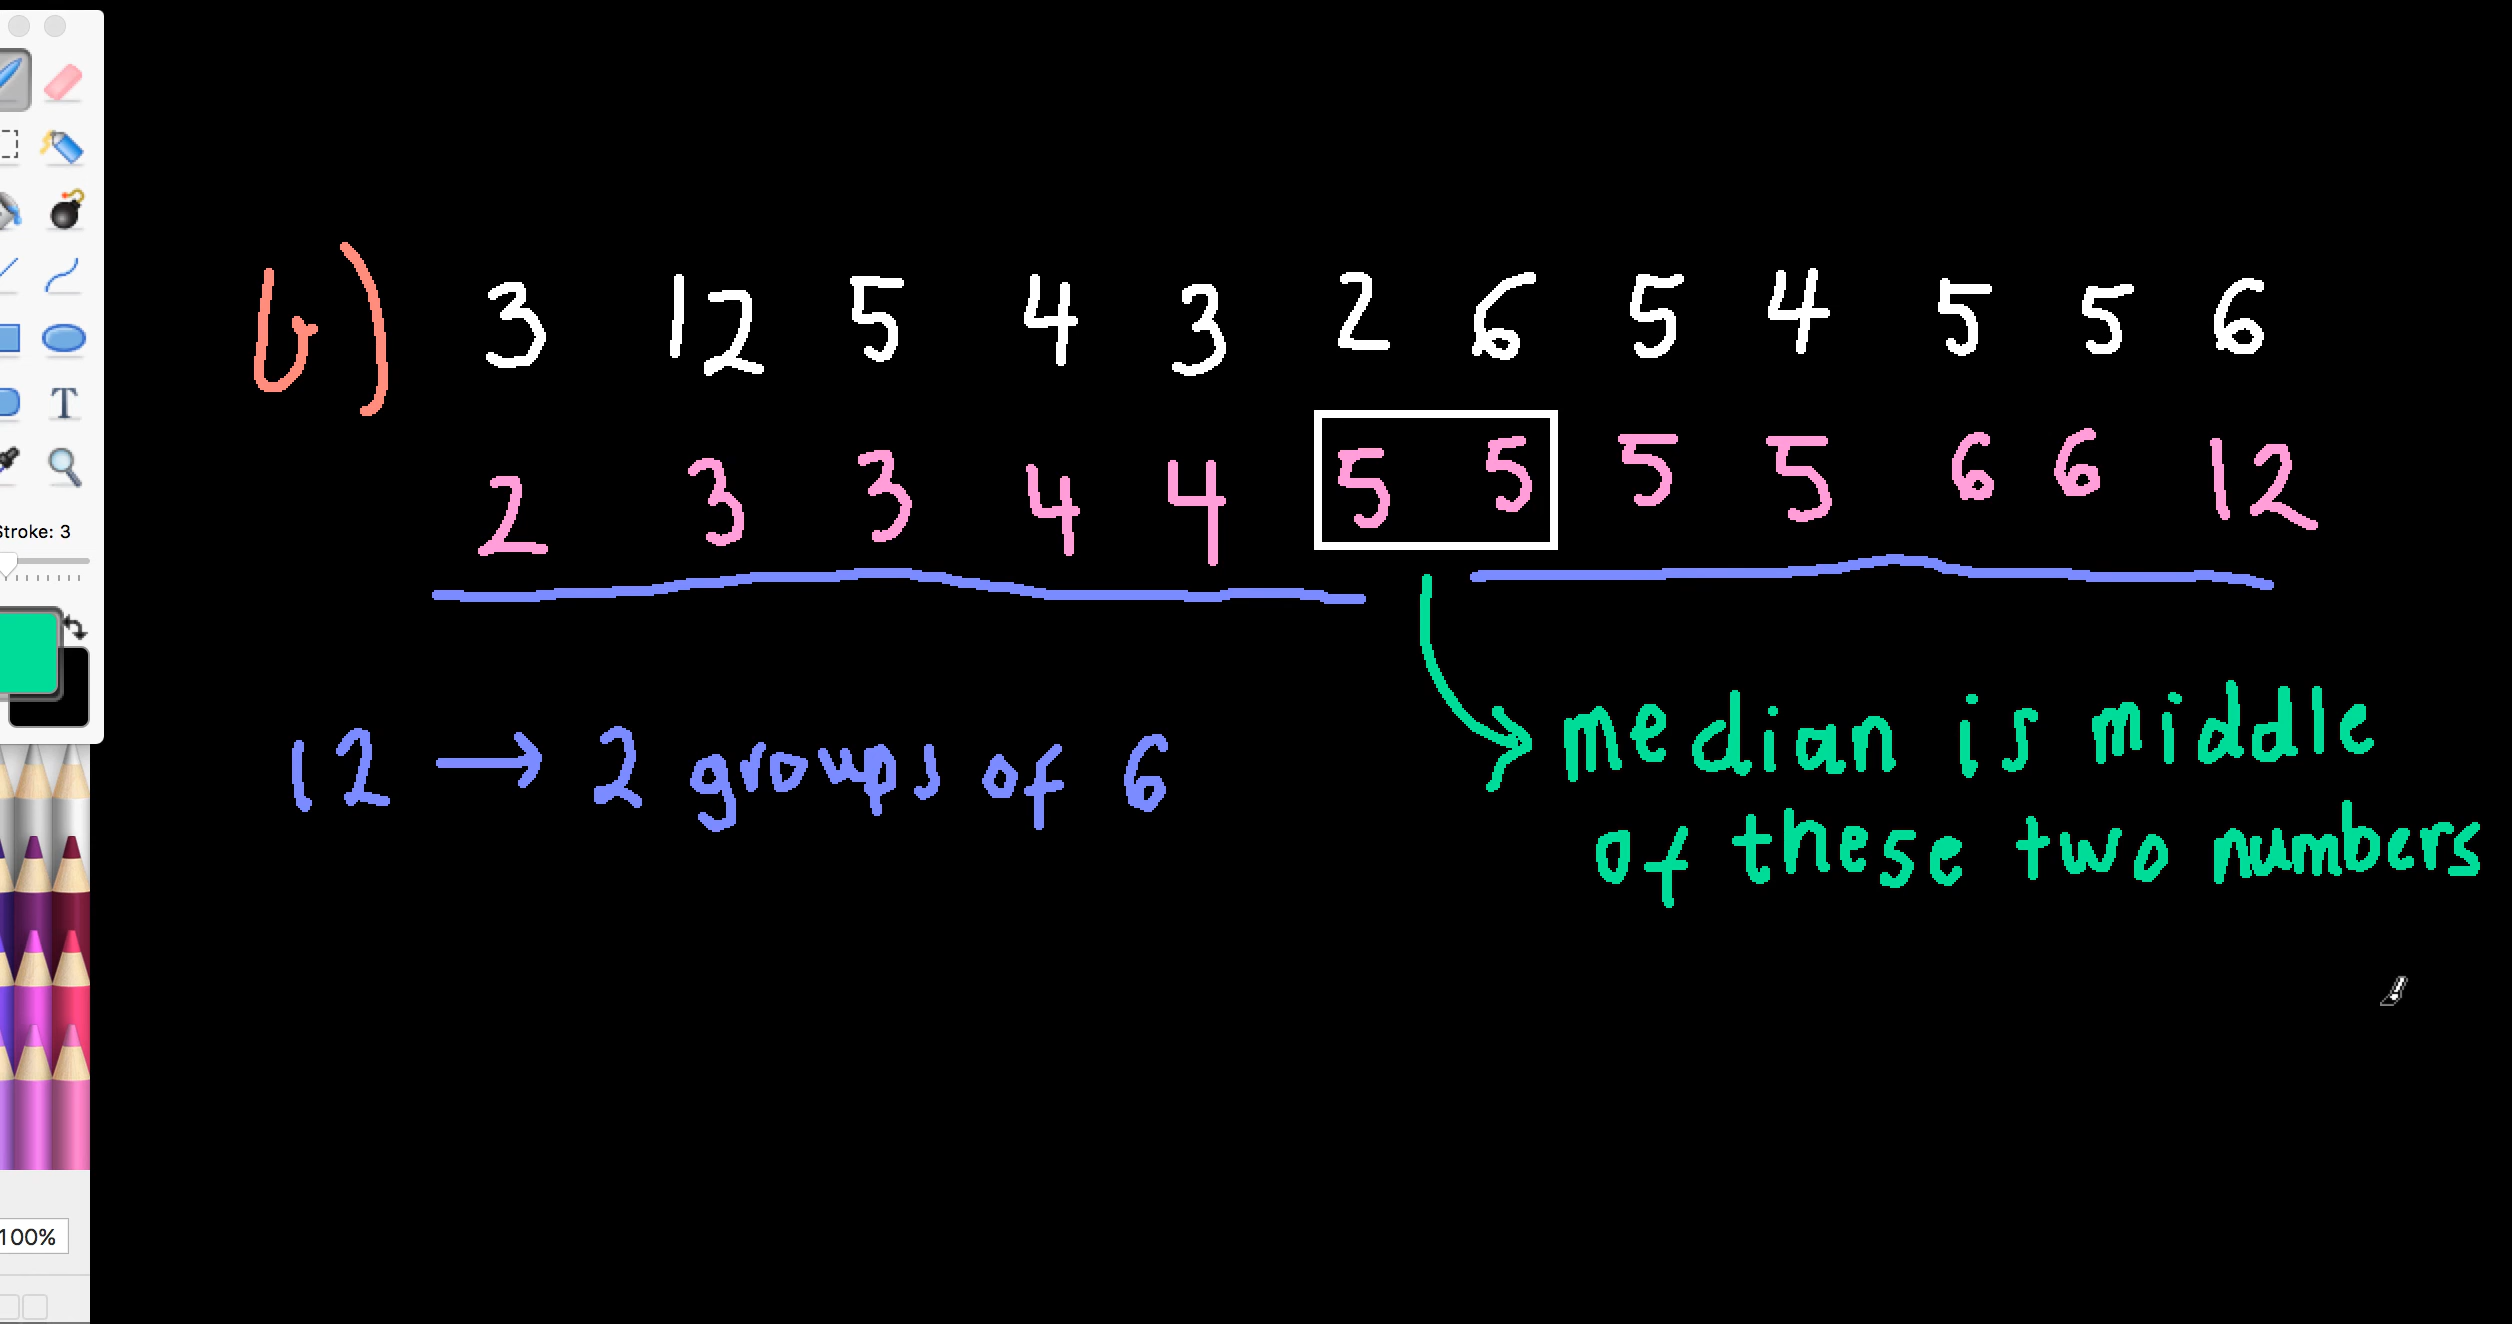 b) 3 12 5 4 3 2 6 5 4 5 5 6
2 3 3 4 4 5 5 5 5 6 6 12
12 → 2 groups of 6
median is middle
of these two numbers
T
Stroke: 3
100%